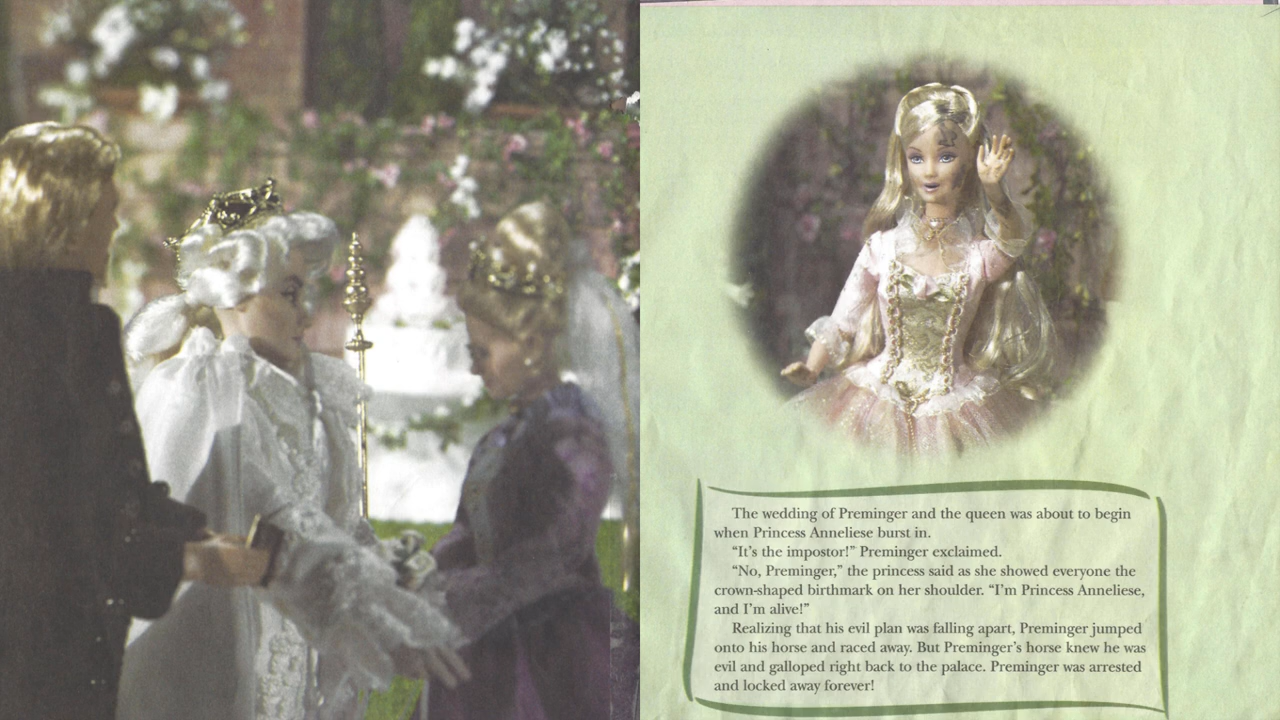 The wedding of Preminger and the queen was about to begin
when Princess Anneliese burst in.
“It’s the impostor!” Preminger exclaimed.
“No, Preminger,” the princess said as she showed everyone the
crown-shaped birthmark on her shoulder. “I’m Princess Anneliese,
and I’m alive!”
Realizing that his evil plan was falling apart, Preminger jumped
onto his horse and raced away. But Preminger’s horse knew he was
evil and galloped right back to the palace. Preminger was arrested
and locked away forever!